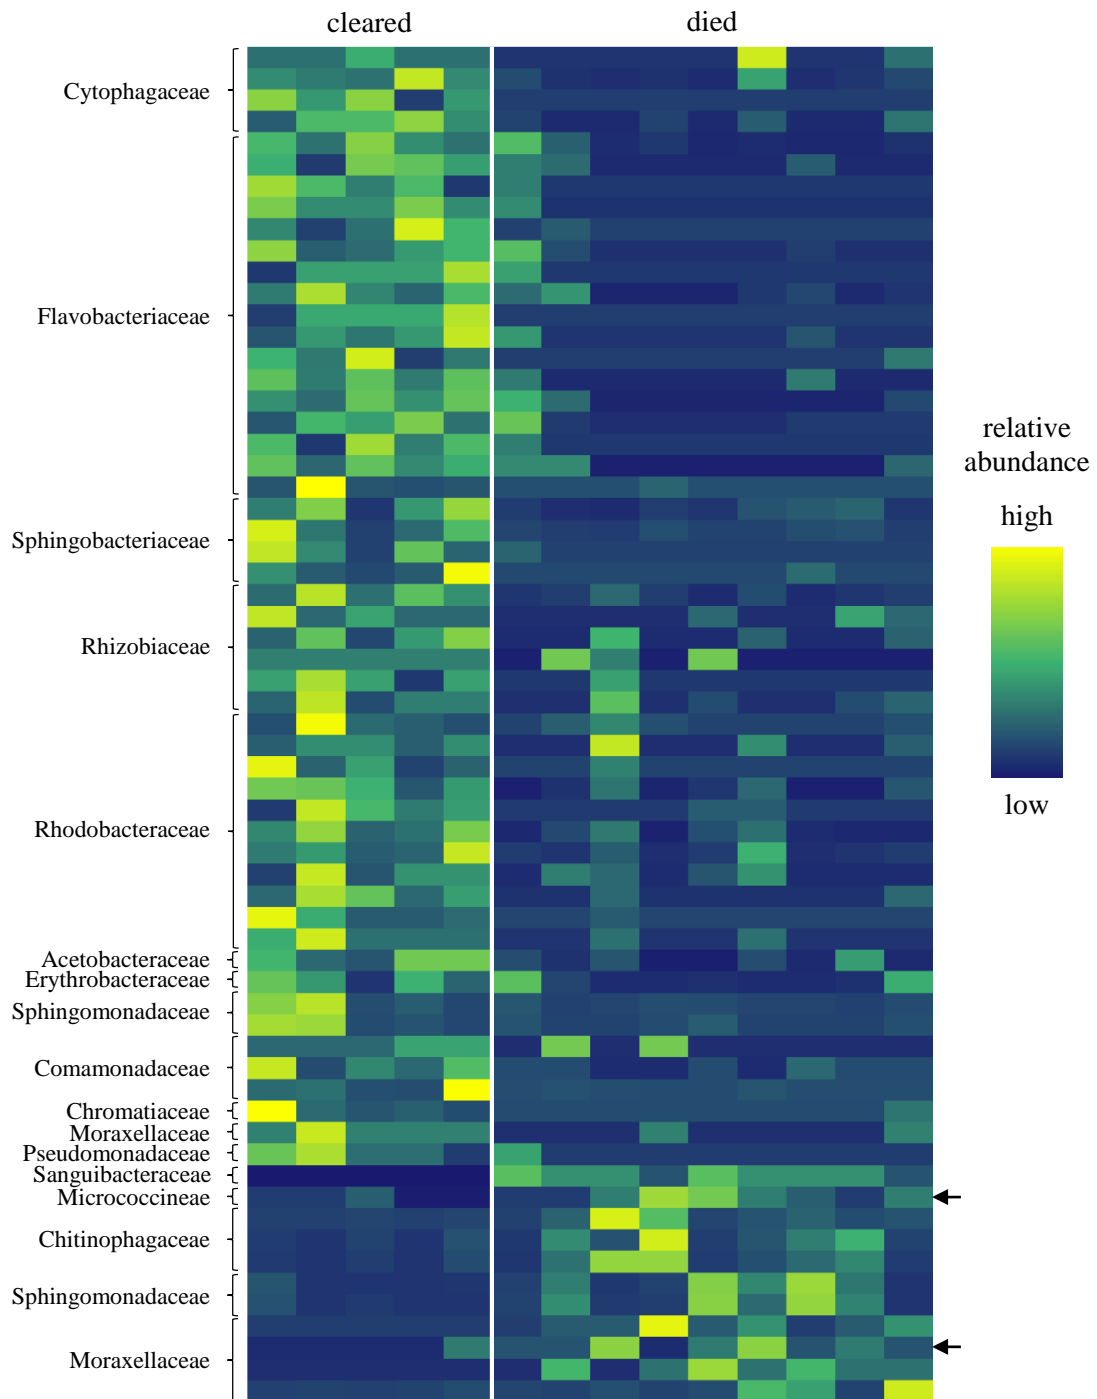 cleared
died
Cytophagaceae
Flavobacteriaceae
Sphingobacteriaceae
Rhizobiaceae
Rhodobacteraceae
Acetobacteraceae
Erythrobacteraceae
Sphingomonadaceae
Comamonadaceae
Chromatiaceae
Moraxellaceae
Pseudomonadaceae
Sanguibacteraceae
Micrococcineae
Chitinophagaceae
Sphingomonadaceae
Moraxellaceae
relative
abundance
high
low